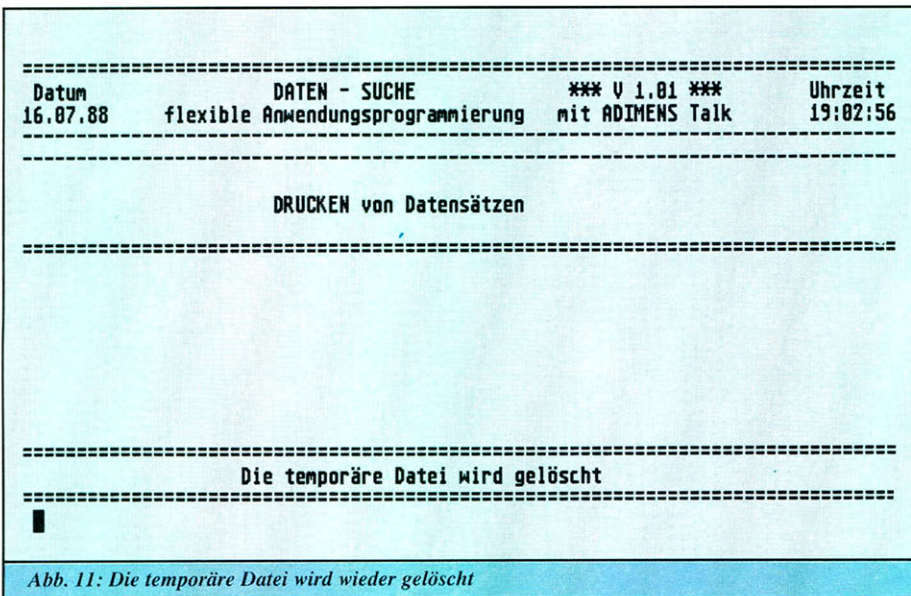 ================================================================
Datum DATEN - SUCHE *** V 1.01 *** Uhrzeit
16.07.88 flexible Anwendungsprogrammierung mit ADIMENS Talk 19:02:56
----------------------------------------------------------------
----------------------------------------------------------------
DRUCKEN von Datensätzen
================================================================
================================================================
Die temporäre Datei wird gelöscht
================================================================
Abb. 11: Die temporäre Datei wird wieder gelöscht